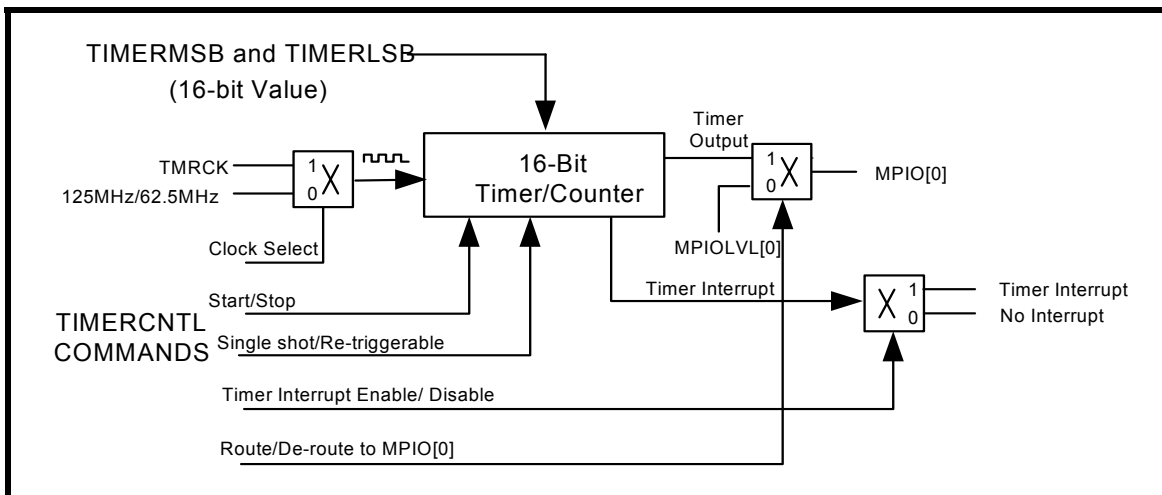 TIMERMSB and TIMERLSB
(16-bit Value)
Timer
Output
16-Bit
Timer/Counter
TMRCK
1
X
0
125MHz/62.5MHz
1
X
0
MPIO[0]
Clock Select
MPIOLVL[0]
Timer Interrupt
X
1
0
Timer Interrupt
No Interrupt
Start/Stop
TIMERCNTL
COMMANDS
Single shot/Re-triggerable
Timer Interrupt Enable/ Disable
Route/De-route to MPIO[0]